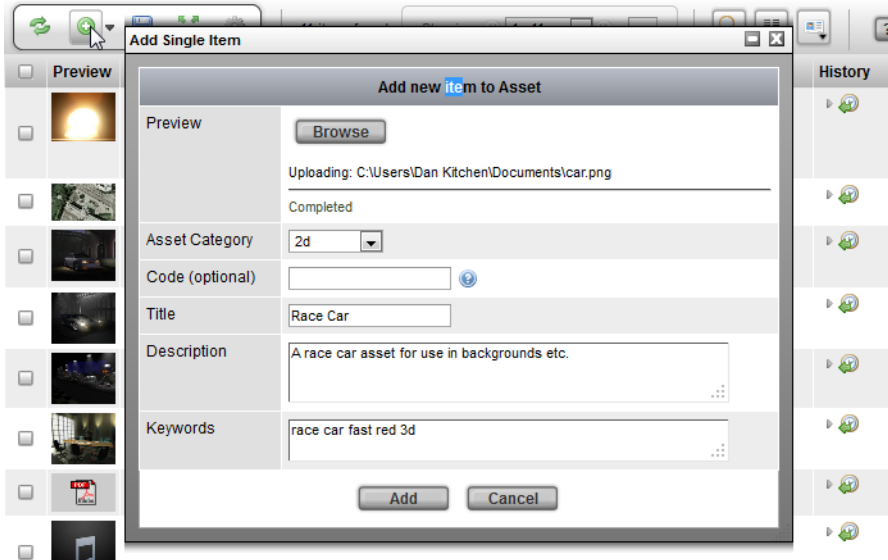 Add Single Item
Preview
History
Add new item to Asset
Preview
Browse
Uploading: C:\Users\Dan Kitchen\Documents\car.png
Completed
Asset Category
2d
Code (optional)
Title
Race Car
Description
A race car asset for use in backgrounds etc.
Keywords
race car fast red 3d
PDF
Add
Cancel